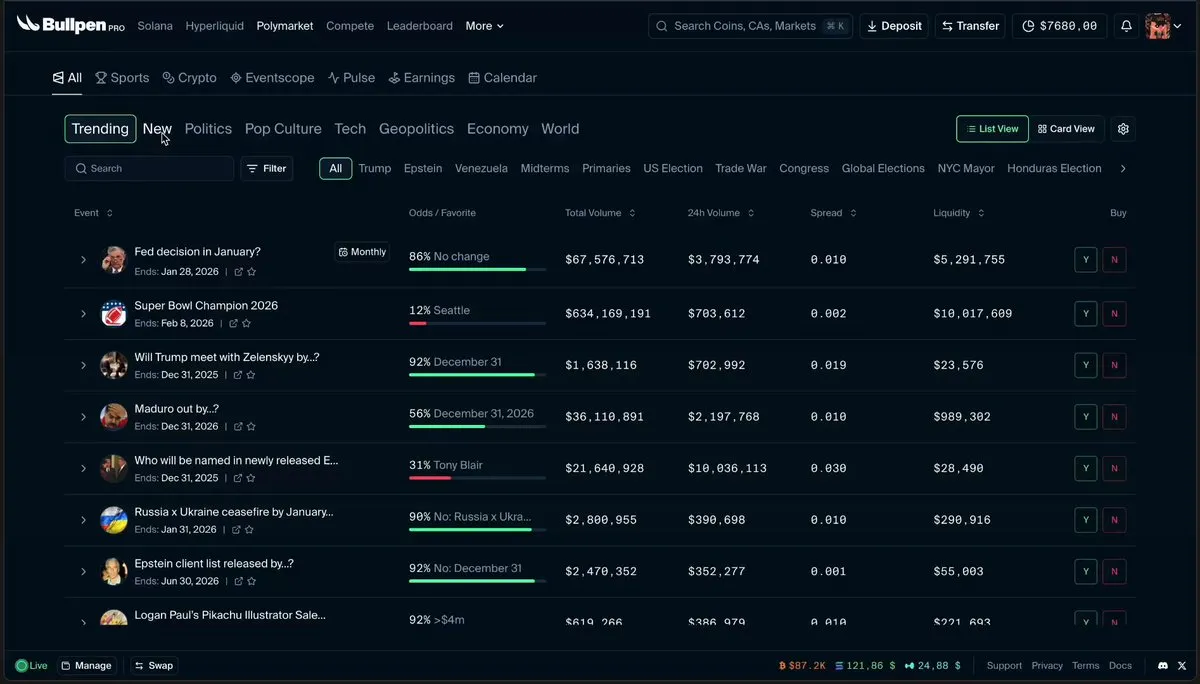 Bullpen PRO Solana Hyperliquid Polymarket Compete Leaderboard More Search Coins, CAs, Markets ⌘ K Deposit Transfer $7680,00
All Sports Crypto Eventscope Pulse Earnings Calendar
Trending New Politics Pop Culture Tech Geopolitics Economy World List View Card View
Search Filter All Trump Epstein Venezuela Midterms Primaries US Election Trade War Congress Global Elections NYC Mayor Honduras Election
Event Odds / Favorite Total Volume 24h Volume Spread Liquidity Buy
Fed decision in January? Monthly 86% No change $67,576,713 $3,793,774 0.010 $5,291,755 Y N
Ends: Jan 28, 2026 |
Super Bowl Champion 2026 12% Seattle $634,169,191 $703,612 0.002 $10,017,609 Y N
Ends: Feb 8, 2026 |
Will Trump meet with Zelenskyy by...? 92% December 31 $1,638,116 $702,992 0.019 $23,576 Y N
Ends: Dec 31, 2025 |
Maduro out by...? 56% December 31, 2026 $36,110,891 $2,197,768 0.010 $989,302 Y N
Ends: Dec 31, 2026 |
Who will be named in newly released E... 31% Tony Blair $21,640,928 $10,036,113 0.030 $28,490 Y N
Ends: Dec 31, 2025 |
Russia x Ukraine ceasefire by January... 90% No: Russia x Ukra... $2,800,955 $390,698 0.010 $290,916 Y N
Ends: Jan 31, 2026 |
Epstein client list released by...? 92% No: December 31 $2,470,352 $352,277 0.001 $55,003 Y N
Ends: Jun 30, 2026 |
Logan Paul's Pikachu Illustrator Sale... 92% >$4m $619,266 $386,979 0.010 $221,693 Y N
Live Manage Swap $87.2K 121,86 $ 24,88 $ Support Privacy Terms Docs